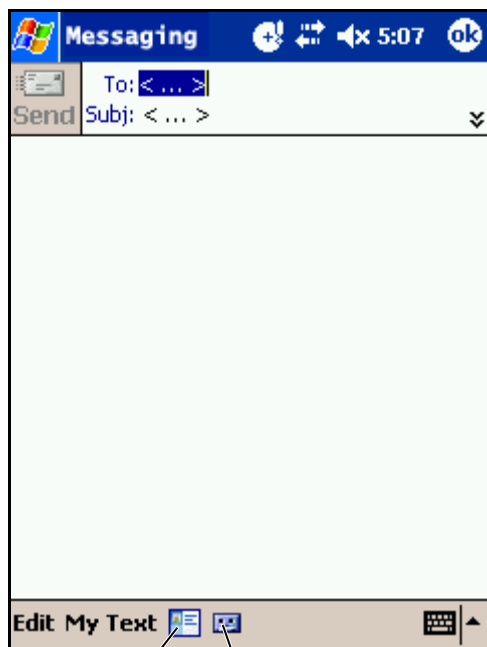 Messaging 5:07 ok
To: < ... >
Send Subj: < ... >
Edit My Text